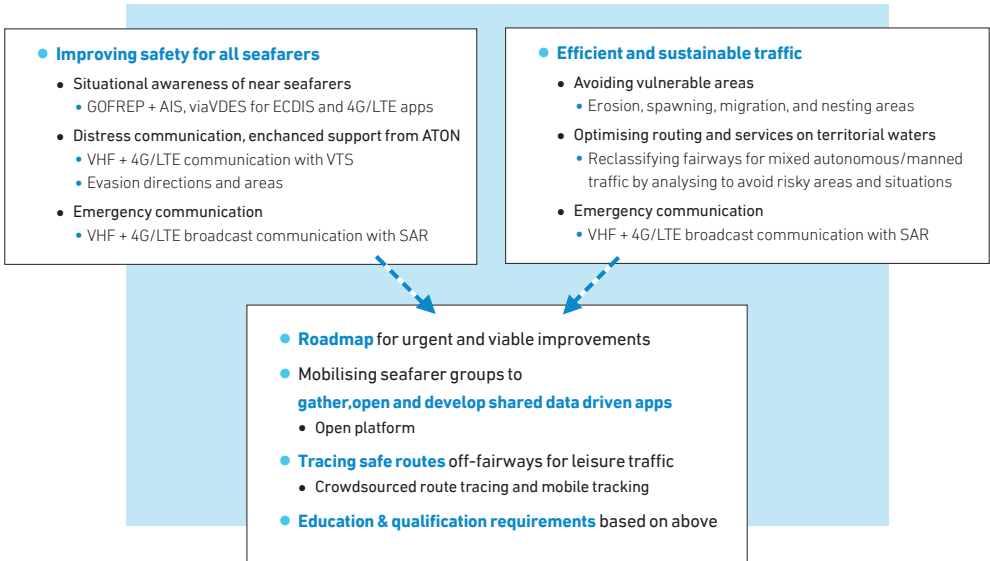 Improving safety for all seafarers
Situational awareness of near seafarers
GOFREP + AIS, viaVDES for ECDIS and 4G/LTE apps
Distress communication, enchanced support from ATON
VHF + 4G/LTE communication with VTS
Evasion directions and areas
Emergency communication
VHF + 4G/LTE broadcast communication with SAR
Efficient and sustainable traffic
Avoiding vulnerable areas
Erosion, spawning, migration, and nesting areas
Optimising routing and services on territorial waters
Reclassifying fairways for mixed autonomous/manned
traffic by analysing to avoid risky areas and situations
Emergency communication
VHF + 4G/LTE broadcast communication with SAR
Roadmap for urgent and viable improvements
Mobilising seafarer groups to
gather,open and develop shared data driven apps
Open platform
Tracing safe routes off-fairways for leisure traffic
Crowdsourced route tracing and mobile tracking
Education & qualification requirements based on above